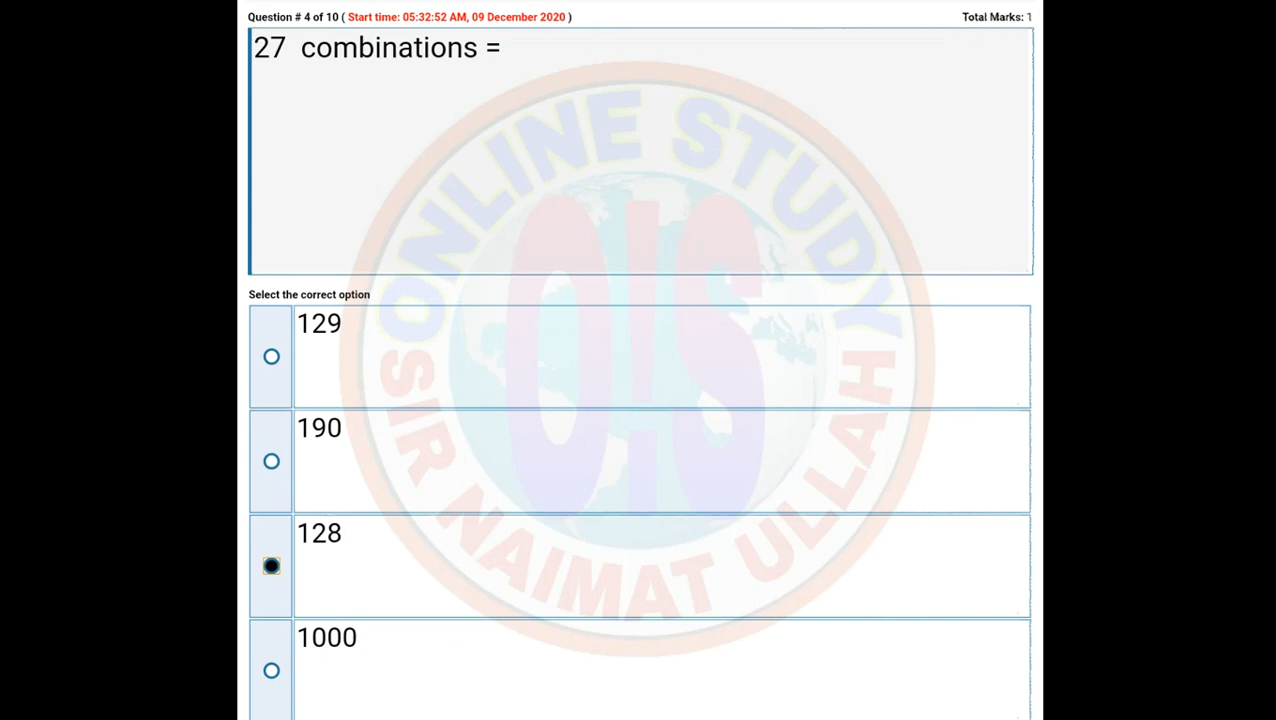 Question # 4 of 10 ( Start time: 05:32:52 AM, 09 December 2020 ) Total Marks: 1
27 combinations =
ONLINE STUDY
O!S
SIR NAIMAT ULLAH
Select the correct option
129
190
128
1000